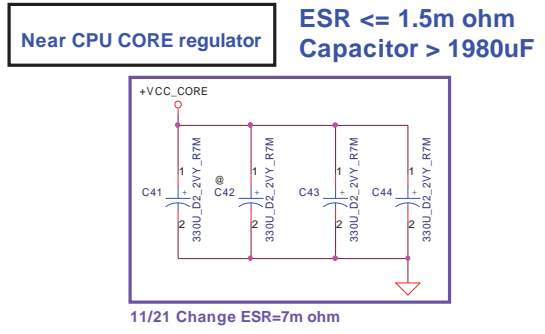 Near CPU CORE regulator
ESR <= 1.5m ohm
Capacitor > 1980uF
+VCC_CORE
1
C41
+
2
330U_D2_2VY_R7M
@
1
C42
+
2
330U_D2_2VY_R7M
1
C43
+
2
330U_D2_2VY_R7M
1
C44
+
2
330U_D2_2VY_R7M
11/21 Change ESR=7m ohm